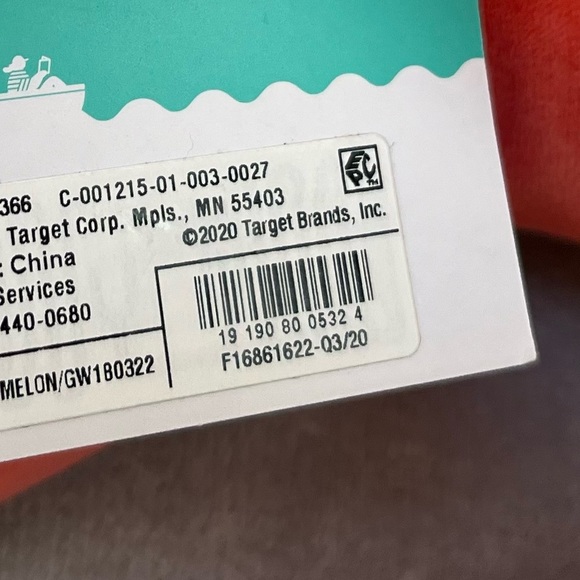 366 C-001215-01-003-0027
EPC™
Target Corp. Mpls., MN 55403
©2020 Target Brands, Inc.
: China
Services
440-0680
19 190 80 0532 4
F16861622-03/20
MELON/GW180322